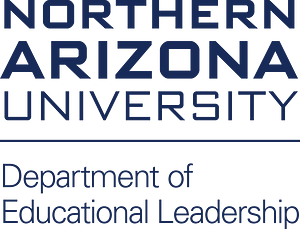 NORTHERN
ARIZONA
UNIVERSITY
Department of
Educational Leadership